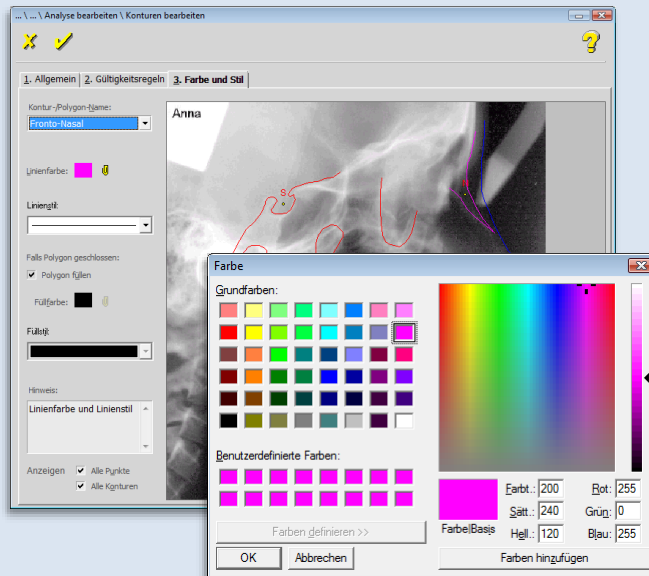 ... \ ... \ Analyse bearbeiten \ Konturen bearbeiten
1. Allgemein
2. Gültigkeitsregeln
3. Farbe und Stil
Kontur-/Polygon-Name:
Fronto-Nasal
Linienfarbe:
Linienstil:
Falls Polygon geschlossen:
Polygon füllen
Füllfarbe:
Füllstil:
Hinweis:
Linienfarbe und Linienstil
Anzeigen
Alle Punkte
Alle Konturen
Anna
S
Farbe
Grundfarben:
Benutzerdefinierte Farben:
Farben definieren >>
OK
Abbrechen
Farbe|Basis
Farbt.: 200
Sätt.: 240
Hell.: 120
Rot: 255
Grün: 0
Blau: 255
Farben hinzufügen